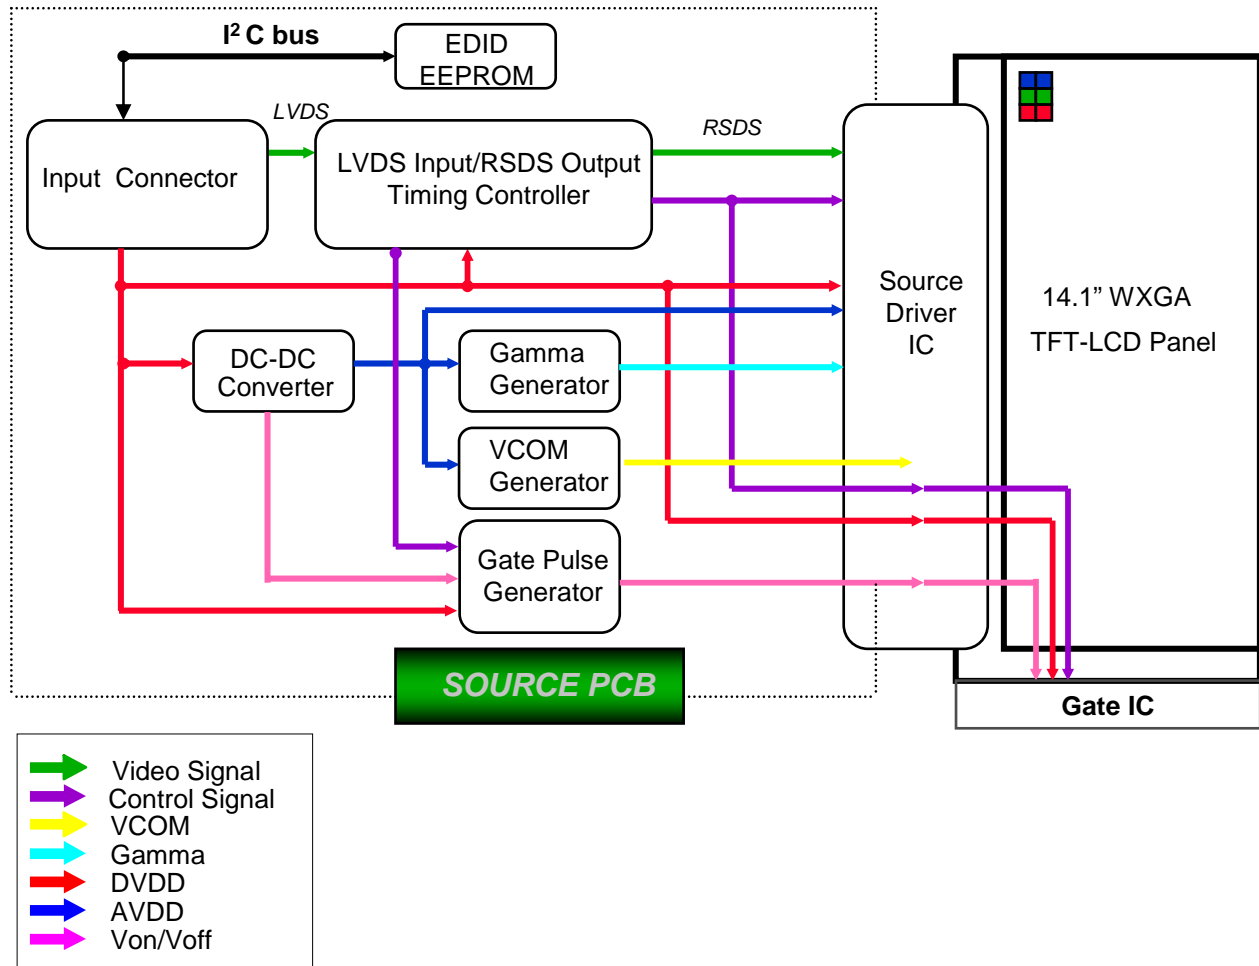 I² C bus
EDID
EEPROM
LVDS
RSDS
Input Connector
LVDS Input/RSDS Output
Timing Controller
Source
Driver
IC
14.1” WXGA
TFT-LCD Panel
DC-DC
Converter
Gamma
Generator
VCOM
Generator
Gate Pulse
Generator
SOURCE PCB
Gate IC
Video Signal
Control Signal
VCOM
Gamma
DVDD
AVDD
Von/Voff